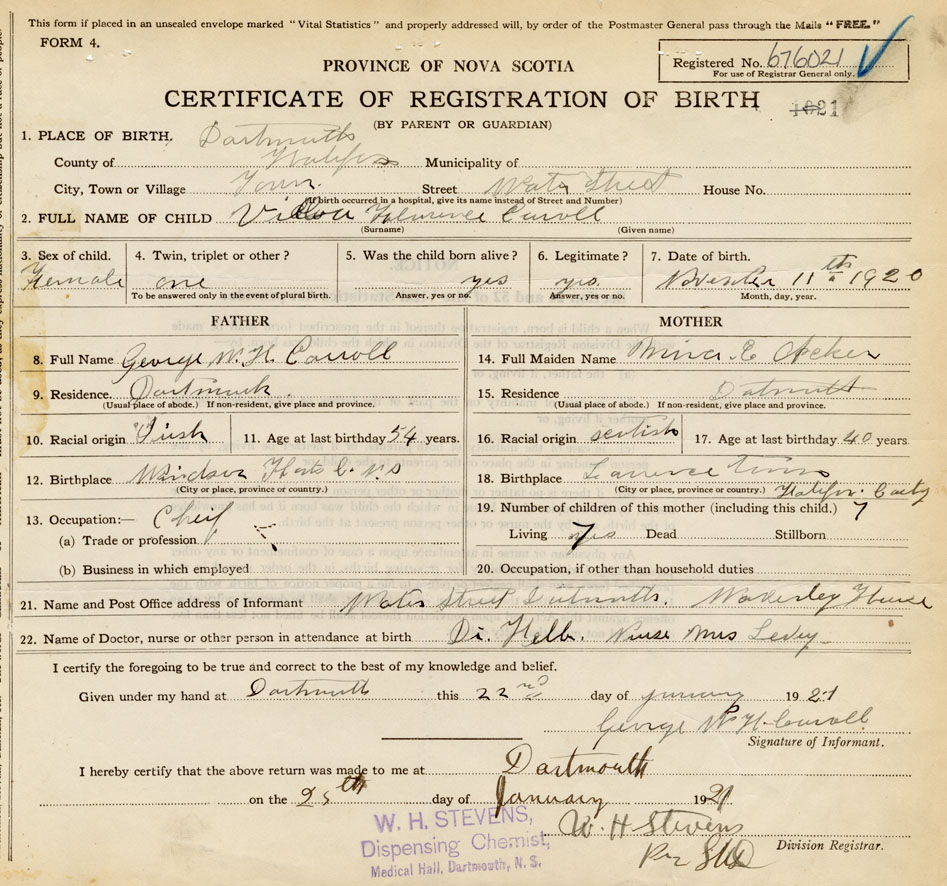 This form if placed in an unsealed envelope marked "Vital Statistics" and properly addressed will, by order of the Postmaster General pass through the Mails "FREE."
FORM 4.
Registered No. 676021
For use of Registrar General only.
PROVINCE OF NOVA SCOTIA
CERTIFICATE OF REGISTRATION OF BIRTH
(BY PARENT OR GUARDIAN)
1. PLACE OF BIRTH. Dartmouth
County of Halifax Municipality of
City, Town or Village Town Street Water Street House No.
(If birth occurred in a hospital, give its name instead of Street and Number)
2. FULL NAME OF CHILD Florence Carroll
(Surname) (Given name)
3. Sex of child. 4. Twin, triplet or other? 5. Was the child born alive? 6. Legitimate? 7. Date of birth.
Female one yes yes November 11th 1920
To be answered only in the event of plural birth. Answer, yes or no. Answer, yes or no. Month, day, year.
FATHER MOTHER
8. Full Name George W. H. Carroll 14. Full Maiden Name E
9. Residence. Dartmouth 15. Residence Dartmouth
(Usual place of abode.) If non-resident, give place and province. (Usual place of abode.) If non-resident, give place and province.
10. Racial origin Irish 11. Age at last birthday 54 years. 16. Racial origin scotish 17. Age at last birthday 40 years.
12. Birthplace Windsor Hants C. N.S 18. Birthplace Lawrence
(City or place, province or country.) (City or place, province or country.) Halifax County
13. Occupation:— Chef 19. Number of children of this mother (including this child.) 7
(a) Trade or profession Living 7 Dead Stillborn
(b) Business in which employed 20. Occupation, if other than household duties
21. Name and Post Office address of Informant Water Street Dartmouth. Waverley House
22. Name of Doctor, nurse or other person in attendance at birth Nurse Mrs
I certify the foregoing to be true and correct to the best of my knowledge and belief.
Given under my hand at Dartmouth this 22nd day of January 1921
George W H Carroll
Signature of Informant.
I hereby certify that the above return was made to me at Dartmouth
on the 25th day of January 1921
W. H. STEVENS,
Dispensing Chemist,
Medical Hall, Dartmouth, N. S.
W. H Stevens
Per
Division Registrar.